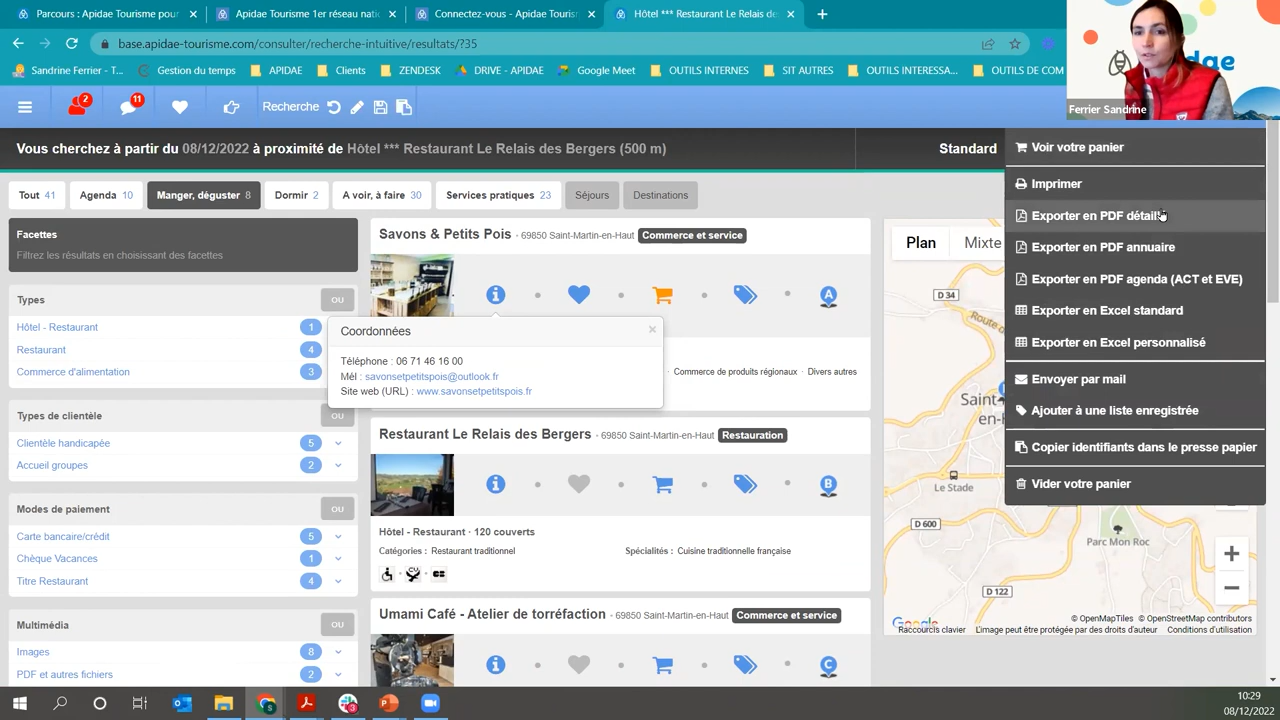 Parcours : Apidae Tourisme pour
Apidae Tourisme 1er réseau nati
Connectez-vous - Apidae Touris
Hôtel *** Restaurant Le Relais des
base.apidae-tourisme.com/consulter/recherche-intuitive/resultats/?35
Sandrine Ferrier - T...
Gestion du temps
APIDAE
Clients
ZENDESK
DRIVE - APIDAE
Google Meet
OUTILS INTERNES
SIT AUTRES
OUTILS INTERESSA...
OUTILS DE COM
Ferrier Sandrine
2
11
Recherche
Vous cherchez à partir du 08/12/2022 à proximité de Hôtel *** Restaurant Le Relais des Bergers (500 m)
Standard
Tout 41
Agenda 10
Manger, déguster 8
Dormir 2
A voir, à faire 30
Services pratiques 23
Séjours
Destinations
Facettes
Filtrez les résultats en choisissant des facettes
Types
OU
Hôtel - Restaurant 1
Restaurant 4
Commerce d'alimentation 3
Types de clientèle
OU
Clientèle handicapée 5
Accueil groupes 2
Modes de paiement
OU
Carte bancaire/crédit 5
Chèque Vacances 1
Titre Restaurant 4
Multimédia
OU
Images 8
PDF et autres fichiers 2
Savons & Petits Pois • 69850 Saint-Martin-en-Haut Commerce et service
A
Coordonnées ×
Téléphone : 06 71 46 16 00
Mél : savonsetpetitspois@outlook.fr
Site web (URL) : www.savonsetpetitspois.fr
• Commerce de produits régionaux • Divers autres
Restaurant Le Relais des Bergers • 69850 Saint-Martin-en-Haut Restauration
B
Hôtel - Restaurant · 120 couverts
Catégories : Restaurant traditionnel
Spécialités : Cuisine traditionnelle française
Umami Café - Atelier de torréfaction • 69850 Saint-Martin-en-Haut Commerce et service
C
Voir votre panier
Imprimer
Exporter en PDF détaillé
Exporter en PDF annuaire
Exporter en PDF agenda (ACT et EVE)
Exporter en Excel standard
Exporter en Excel personnalisé
Envoyer par mail
Ajouter à une liste enregistrée
Copier identifiants dans le presse papier
Vider votre panier
Plan
Mixte
D 34
Route
Saint-
en-H
Le Stade
D 600
Parc Mon Roc
D 122
+
−
Google
© OpenMapTiles © OpenStreetMap contributors
Raccourcis clavier
L'image peut être protégée par des droits d'auteur
Conditions d'utilisation
10:29
08/12/2022